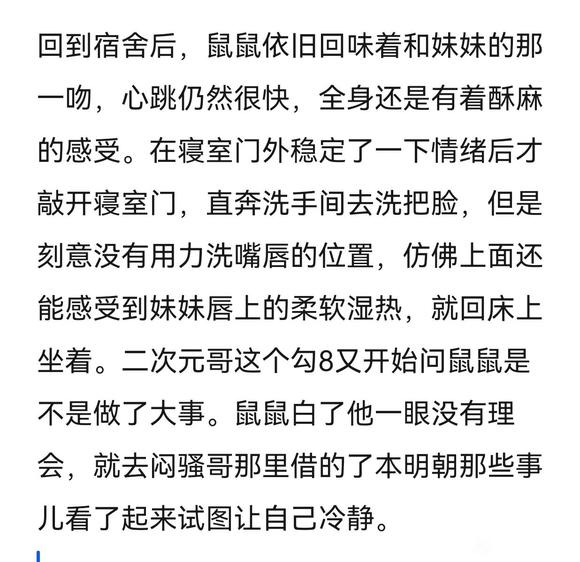 回到宿舍后，鼠鼠依旧回味着和妹妹的那
一吻，心跳仍然很快，全身还是有着酥麻
的感受。在寝室门外稳定了一下情绪后才
敲开寝室门，直奔洗手间去洗把脸，但是
刻意没有用力洗嘴唇的位置，仿佛上面还
能感受到妹妹唇上的柔软湿热，就回床上
坐着。二次元哥这个勾8又开始问鼠鼠是
不是做了大事。鼠鼠白了他一眼没有理
会，就去闷骚哥那里借的了本明朝那些事
儿看了起来试图让自己冷静。